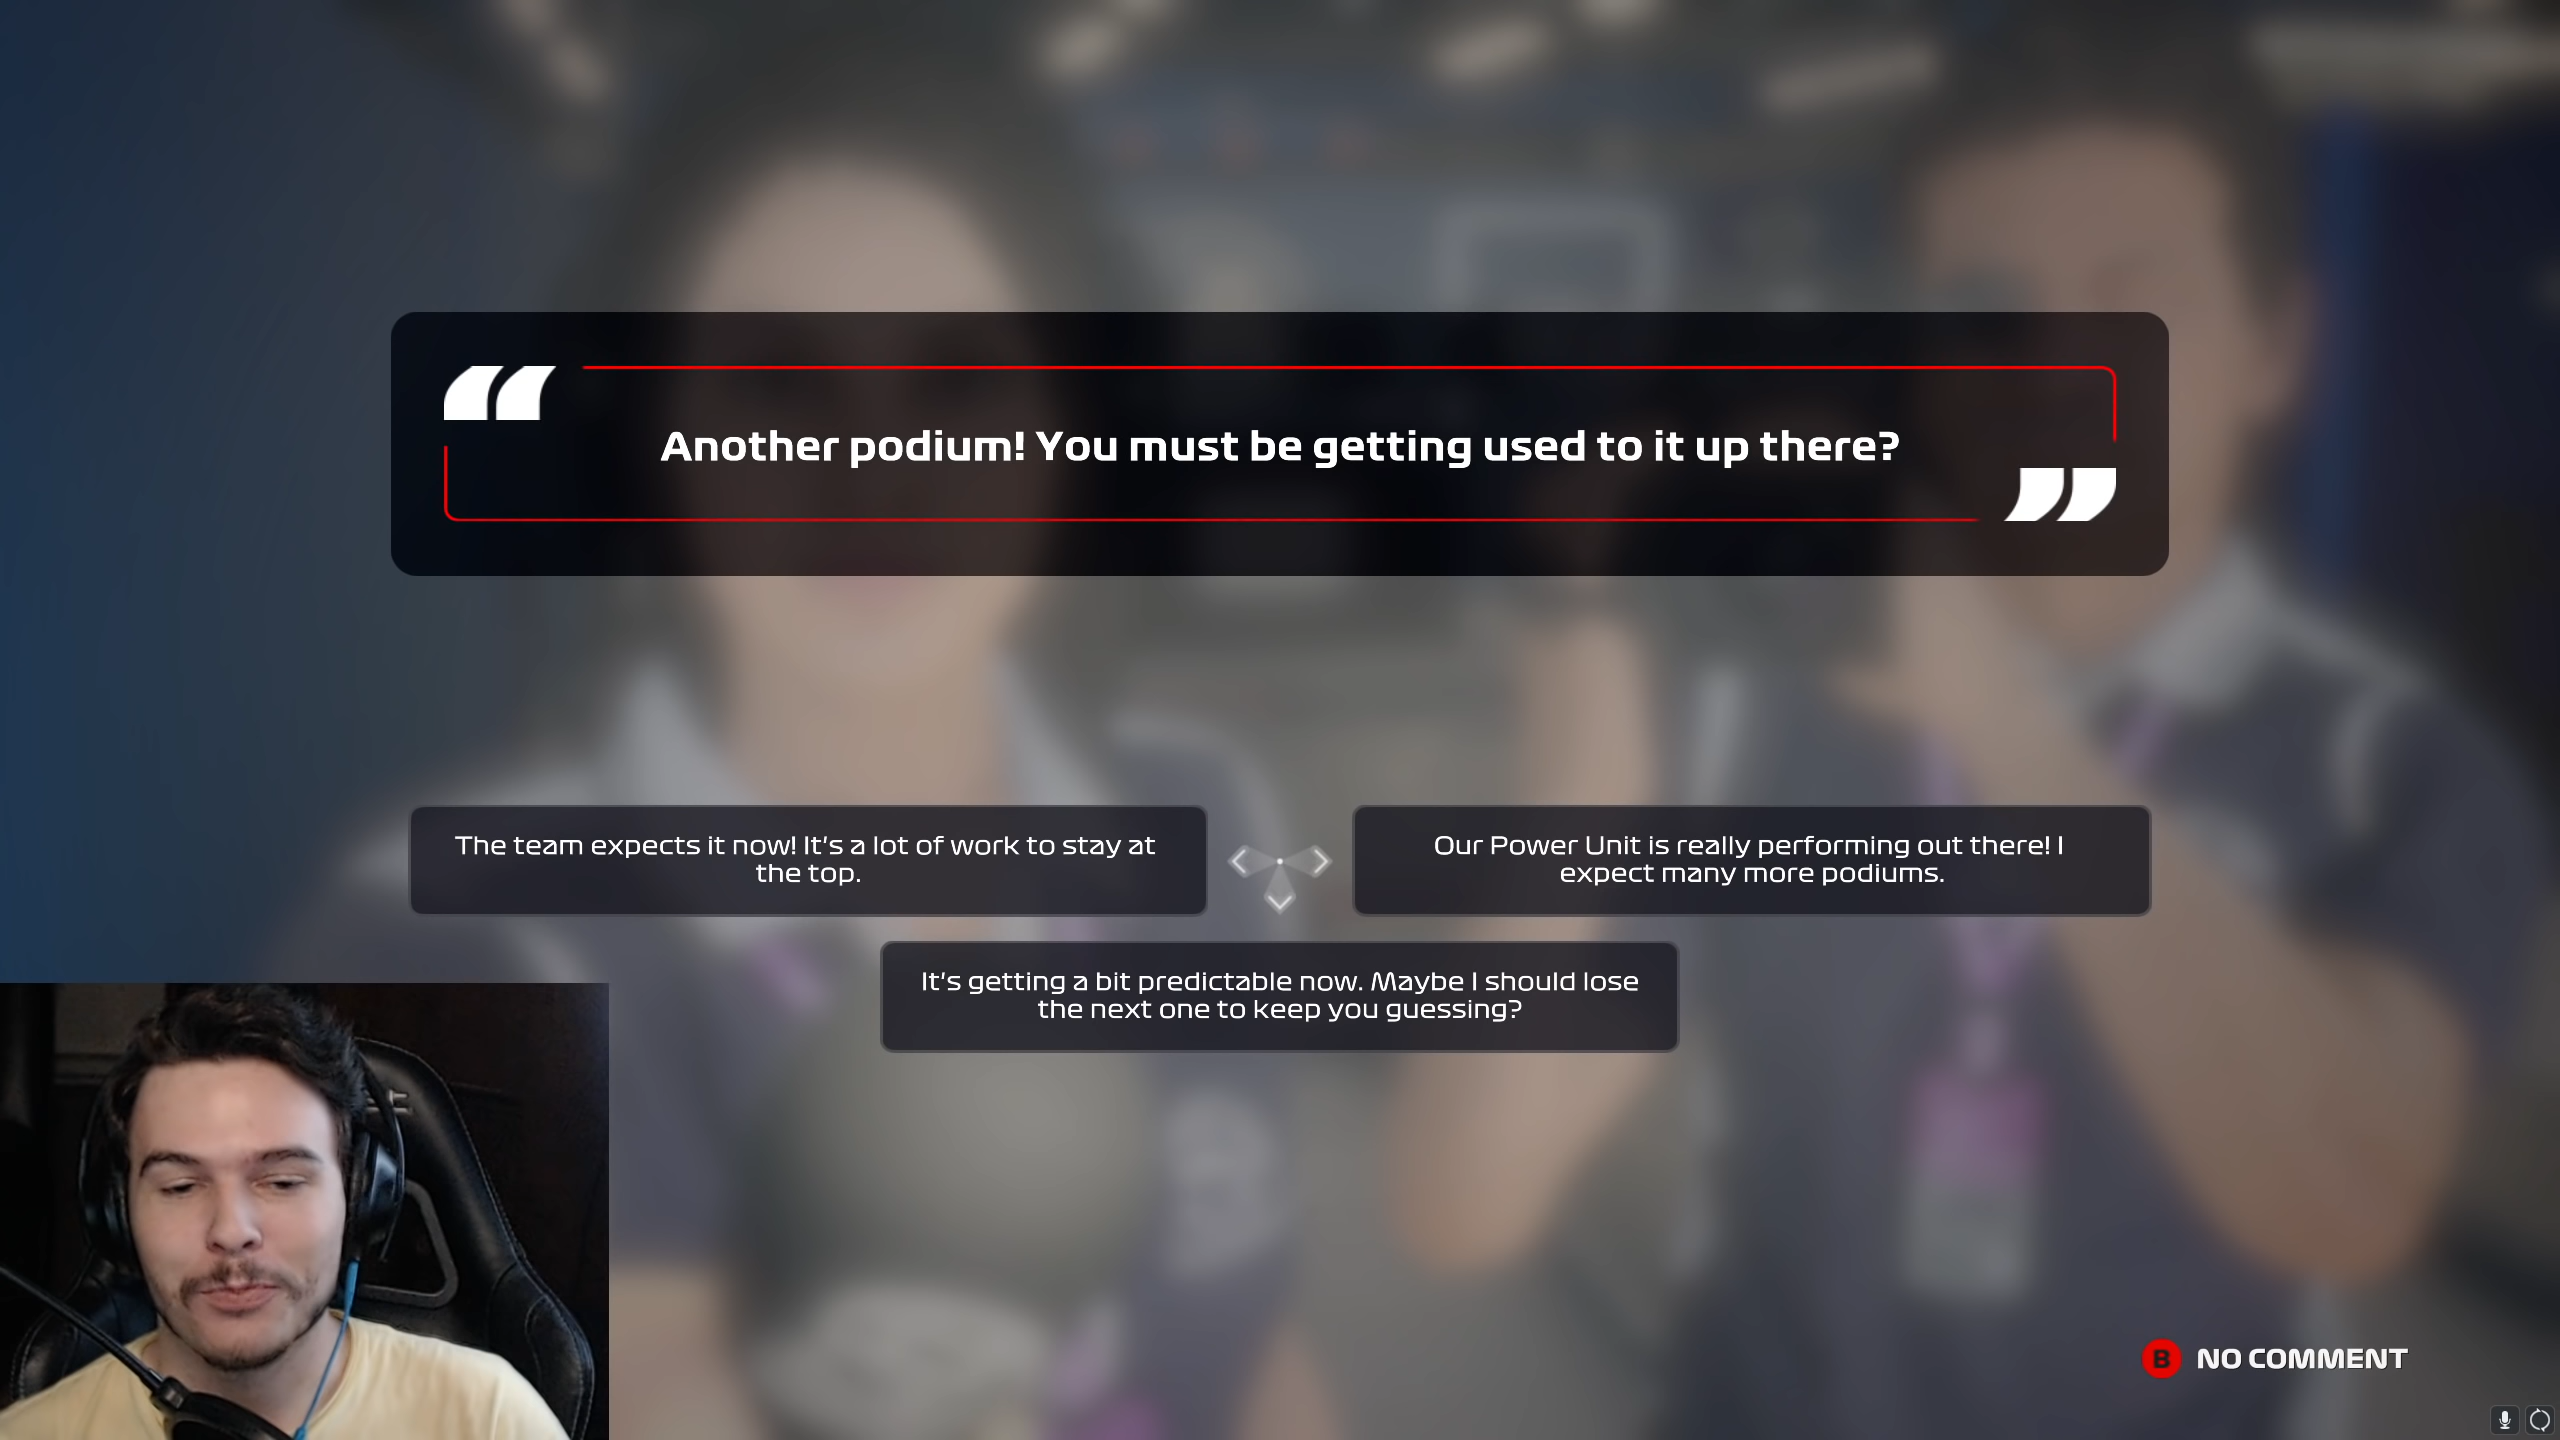 Another podium! You must be getting used to it up there?
The team expects it now! It's a lot of work to stay at
the top.
Our Power Unit is really performing out there! I
expect many more podiums.
It's getting a bit predictable now. Maybe I should lose
the next one to keep you guessing?
B NO COMMENT